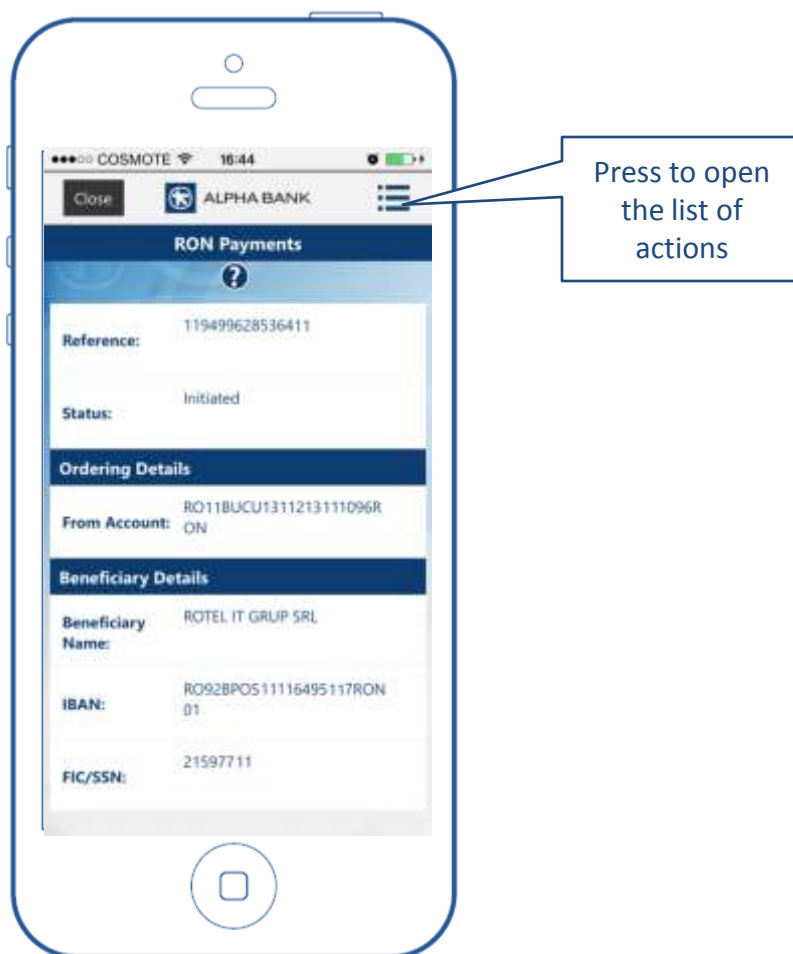 COSMOTE 16:44
Close ALPHA BANK
Press to open
the list of
actions
RON Payments
?
Reference: 119499628536411
Status: Initiated
Ordering Details
From Account: RO11BUCU1311213111096R
ON
Beneficiary Details
Beneficiary ROTEL IT GRUP SRL
Name:
IBAN: RO92BPOS11116495117RON
01
FIC/SSN: 21597711